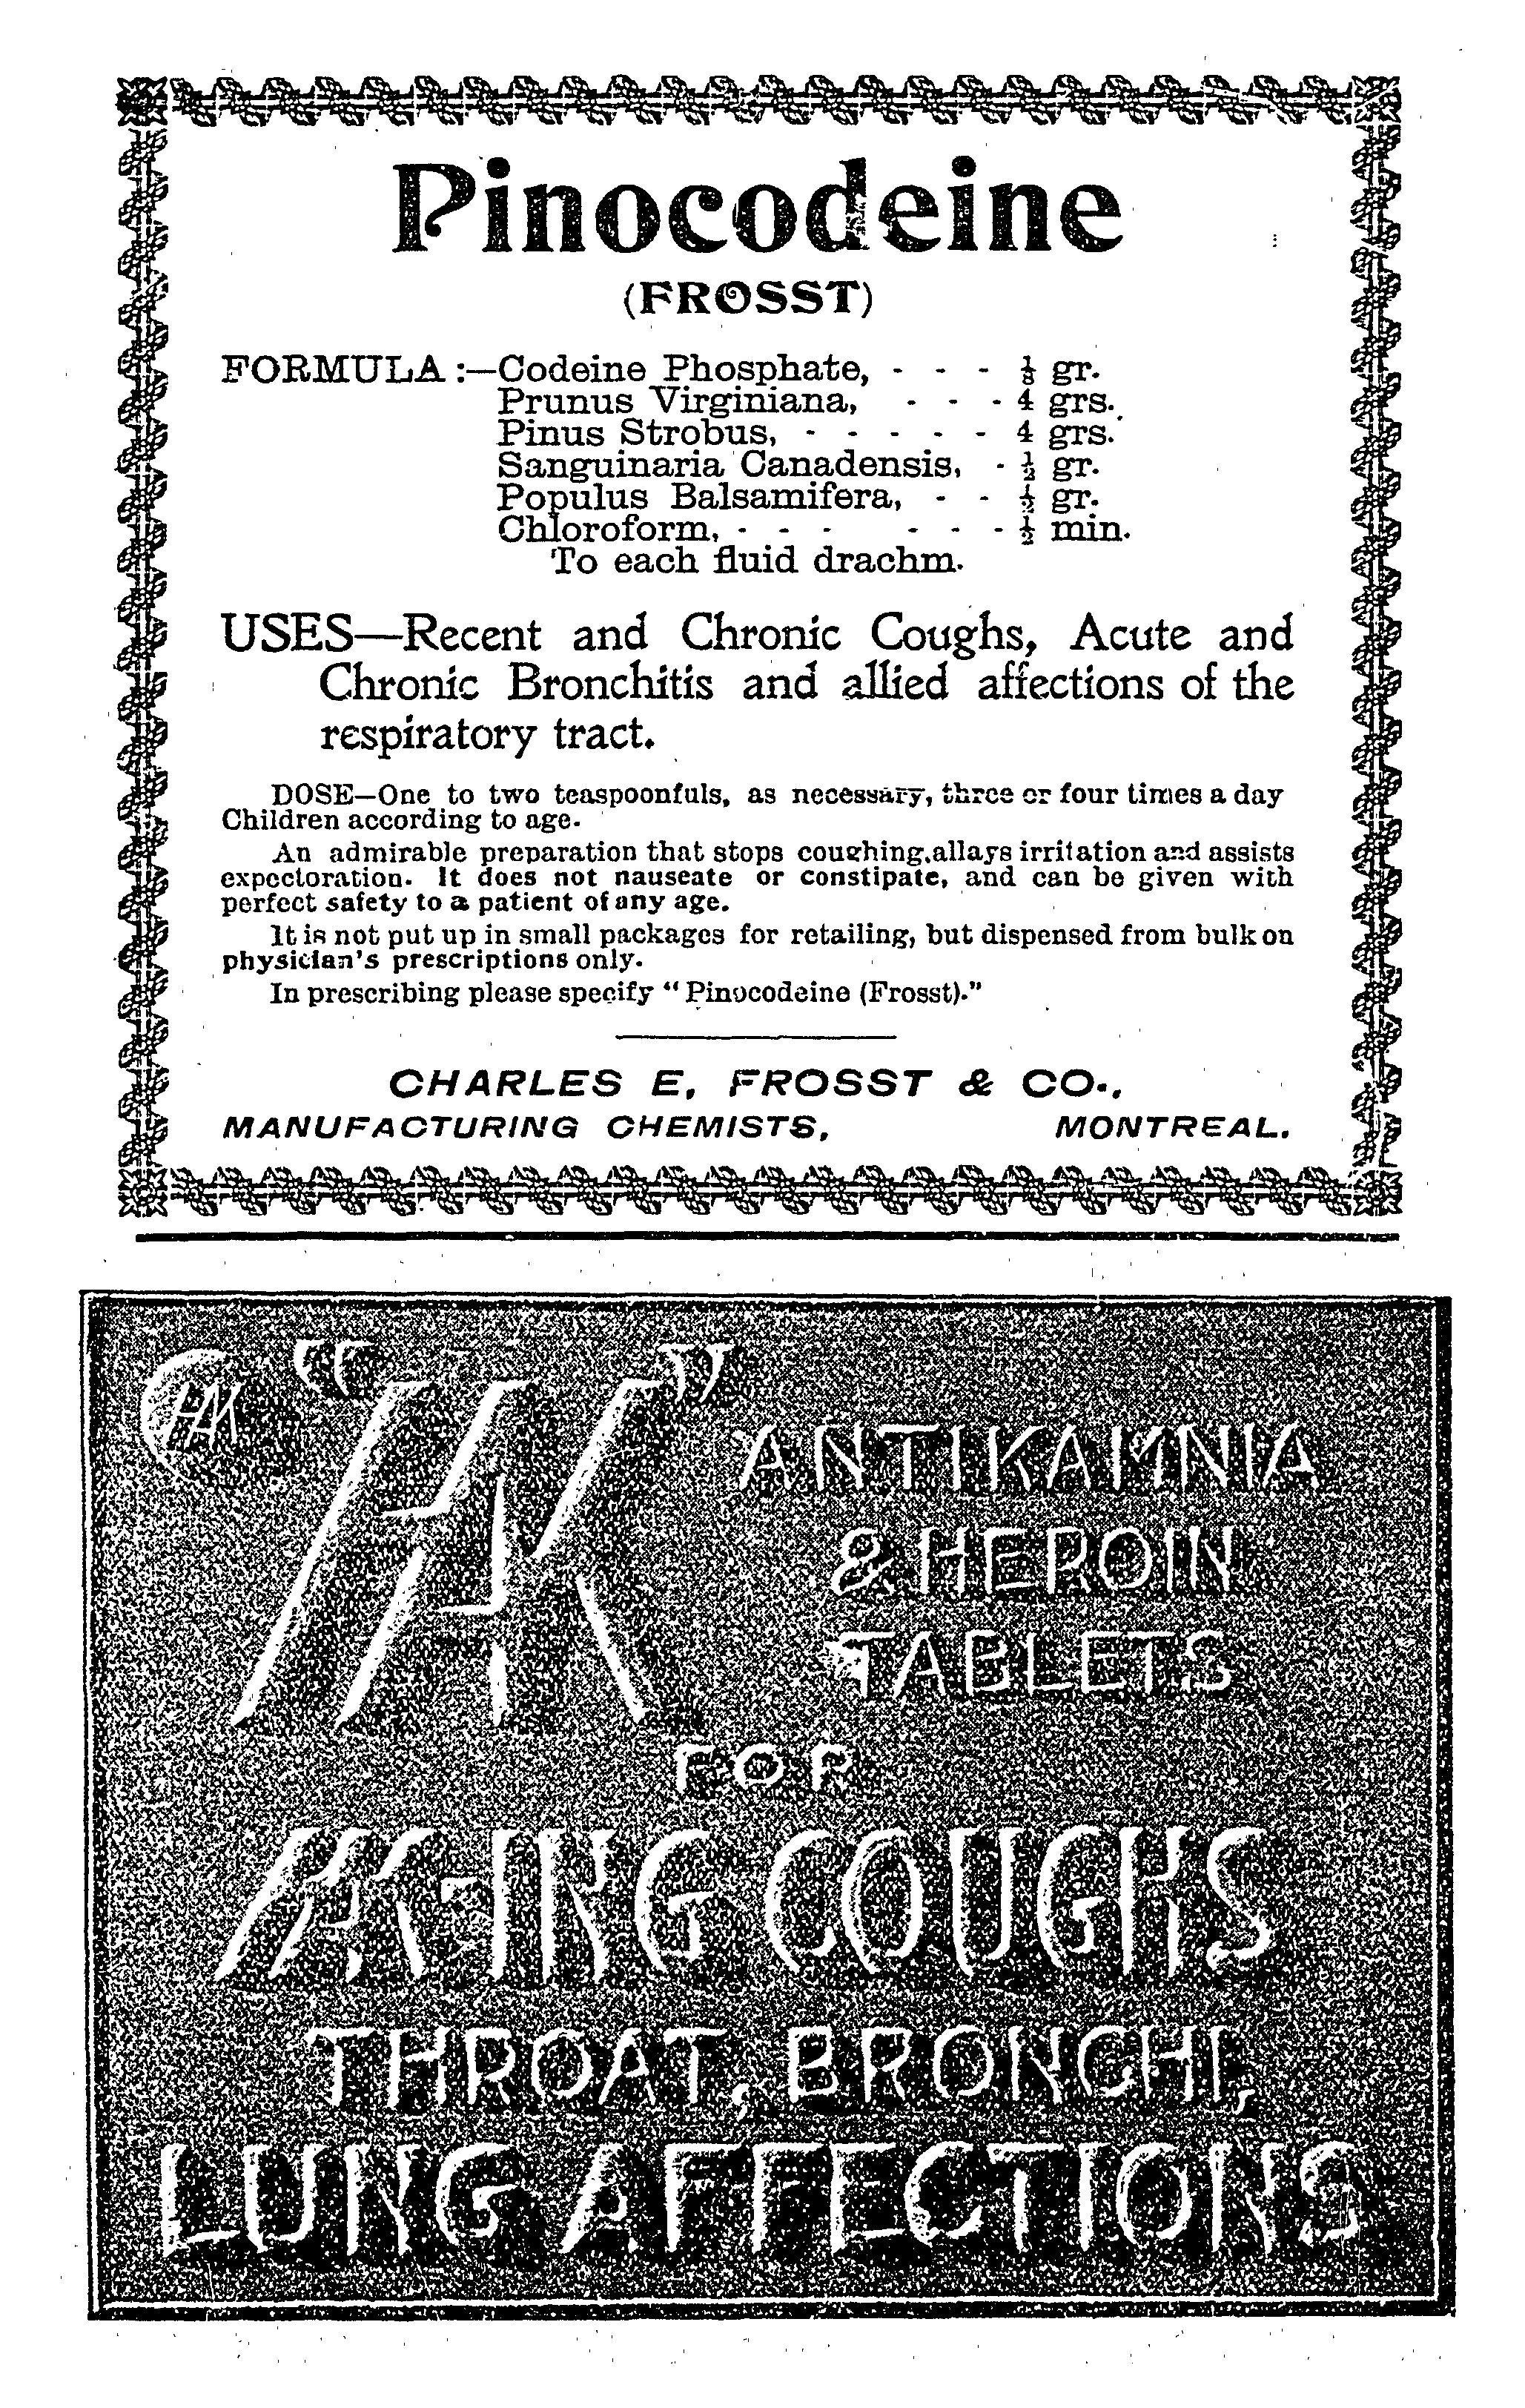 Pinocodeine
(FROSST)
FORMULA :—Codeine Phosphate, - - - ⅛ gr.
Prunus Virginiana, - - - 4 grs.
Pinus Strobus, - - - - - 4 grs.
Sanguinaria Canadensis, - ½ gr.
Populus Balsamifera, - - ½ gr.
Chloroform, - - - - - - ½ min.
To each fluid drachm.
USES—Recent and Chronic Coughs, Acute and
Chronic Bronchitis and allied affections of the
respiratory tract.
DOSE—One to two teaspoonfuls, as necessary, three or four times a day
Children according to age.
An admirable preparation that stops coughing, allays irritation and assists
expectoration. It does not nauseate or constipate, and can be given with
perfect safety to a patient of any age.
It is not put up in small packages for retailing, but dispensed from bulk on
physician's prescriptions only.
In prescribing please specify "Pinocodeine (Frosst)."
CHARLES E. FROSST & CO.,
MANUFACTURING CHEMISTS, MONTREAL.
"HAK"
ANTIKAMNIA
& HEROIN
TABLETS
FOR
HAK-ING COUGHS
THROAT, BRONCHI,
LUNG AFFECTIONS